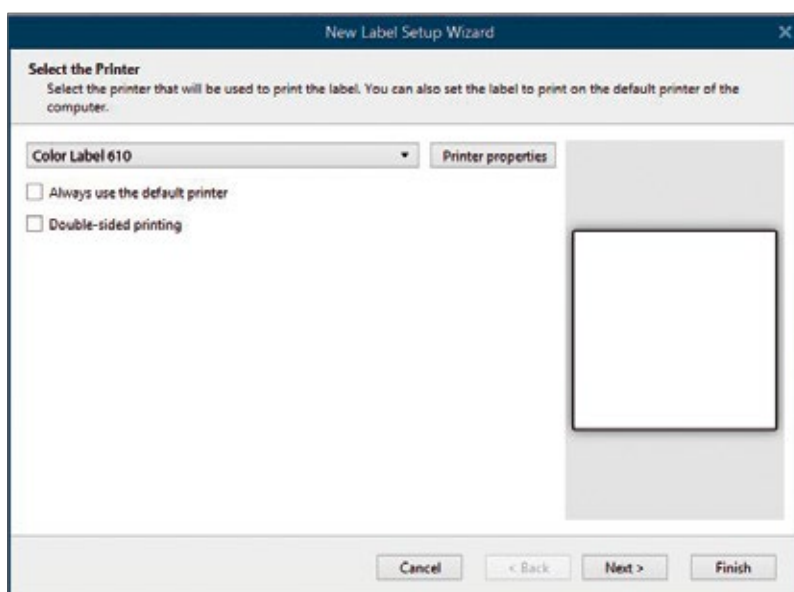 New Label Setup Wizard
Select the Printer
Select the printer that will be used to print the label. You can also set the label to print on the default printer of the
computer.
Color Label 610
Printer properties
Always use the default printer
Double-sided printing
Cancel
< Back
Next >
Finish